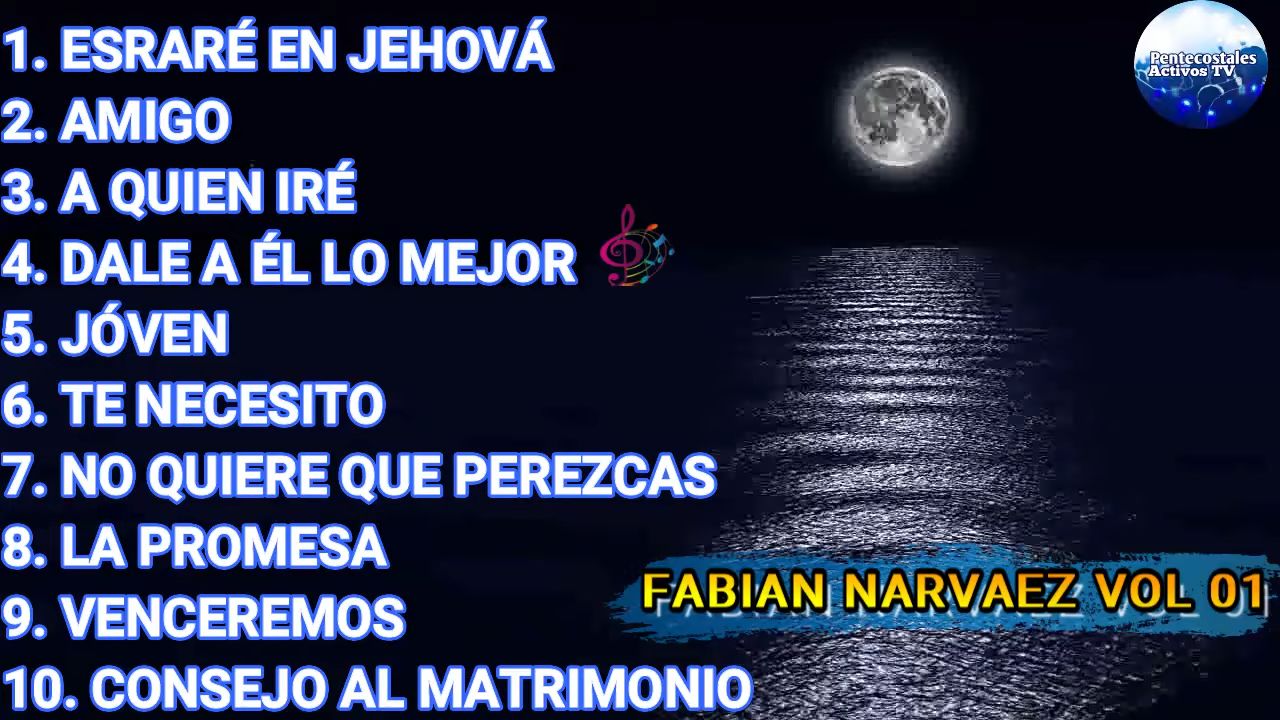 1. ESRARÉ EN JEHOVÁ
2. AMIGO
3. A QUIEN IRÉ
4. DALE A ÉL LO MEJOR
5. JÓVEN
6. TE NECESITO
7. NO QUIERE QUE PEREZCAS
8. LA PROMESA
9. VENCEREMOS
10. CONSEJO AL MATRIMONIO
Pentecostales
Activos TV
FABIAN NARVAEZ VOL 01